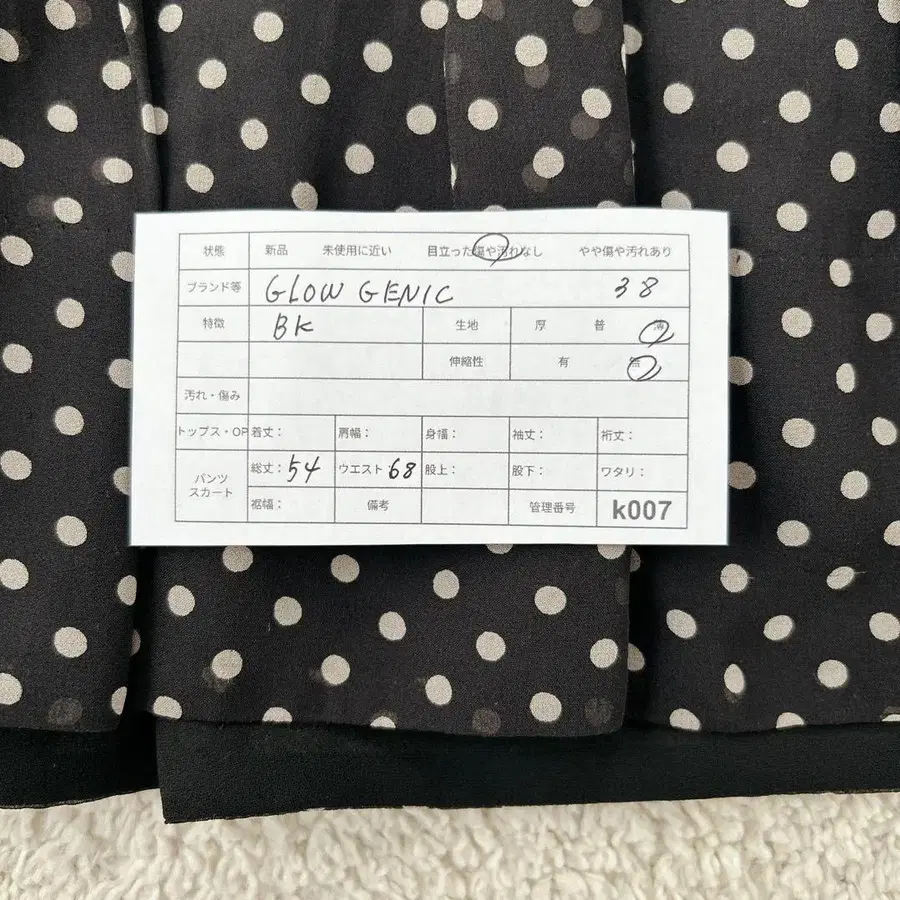 状態 新品 未使用に近い 目立った傷や汚れなし やや傷や汚れあり
ブランド等 GLOW GENIC 38
特徴 BK 生地 厚 普 薄
伸縮性 有 無
汚れ・傷み
トップス・OP 着丈： 肩幅： 身幅： 袖丈： 裄丈：
パンツ スカート 総丈：54 ウエスト：68 股上： 股下： ワタリ：
裾幅： 備考 管理番号 k007